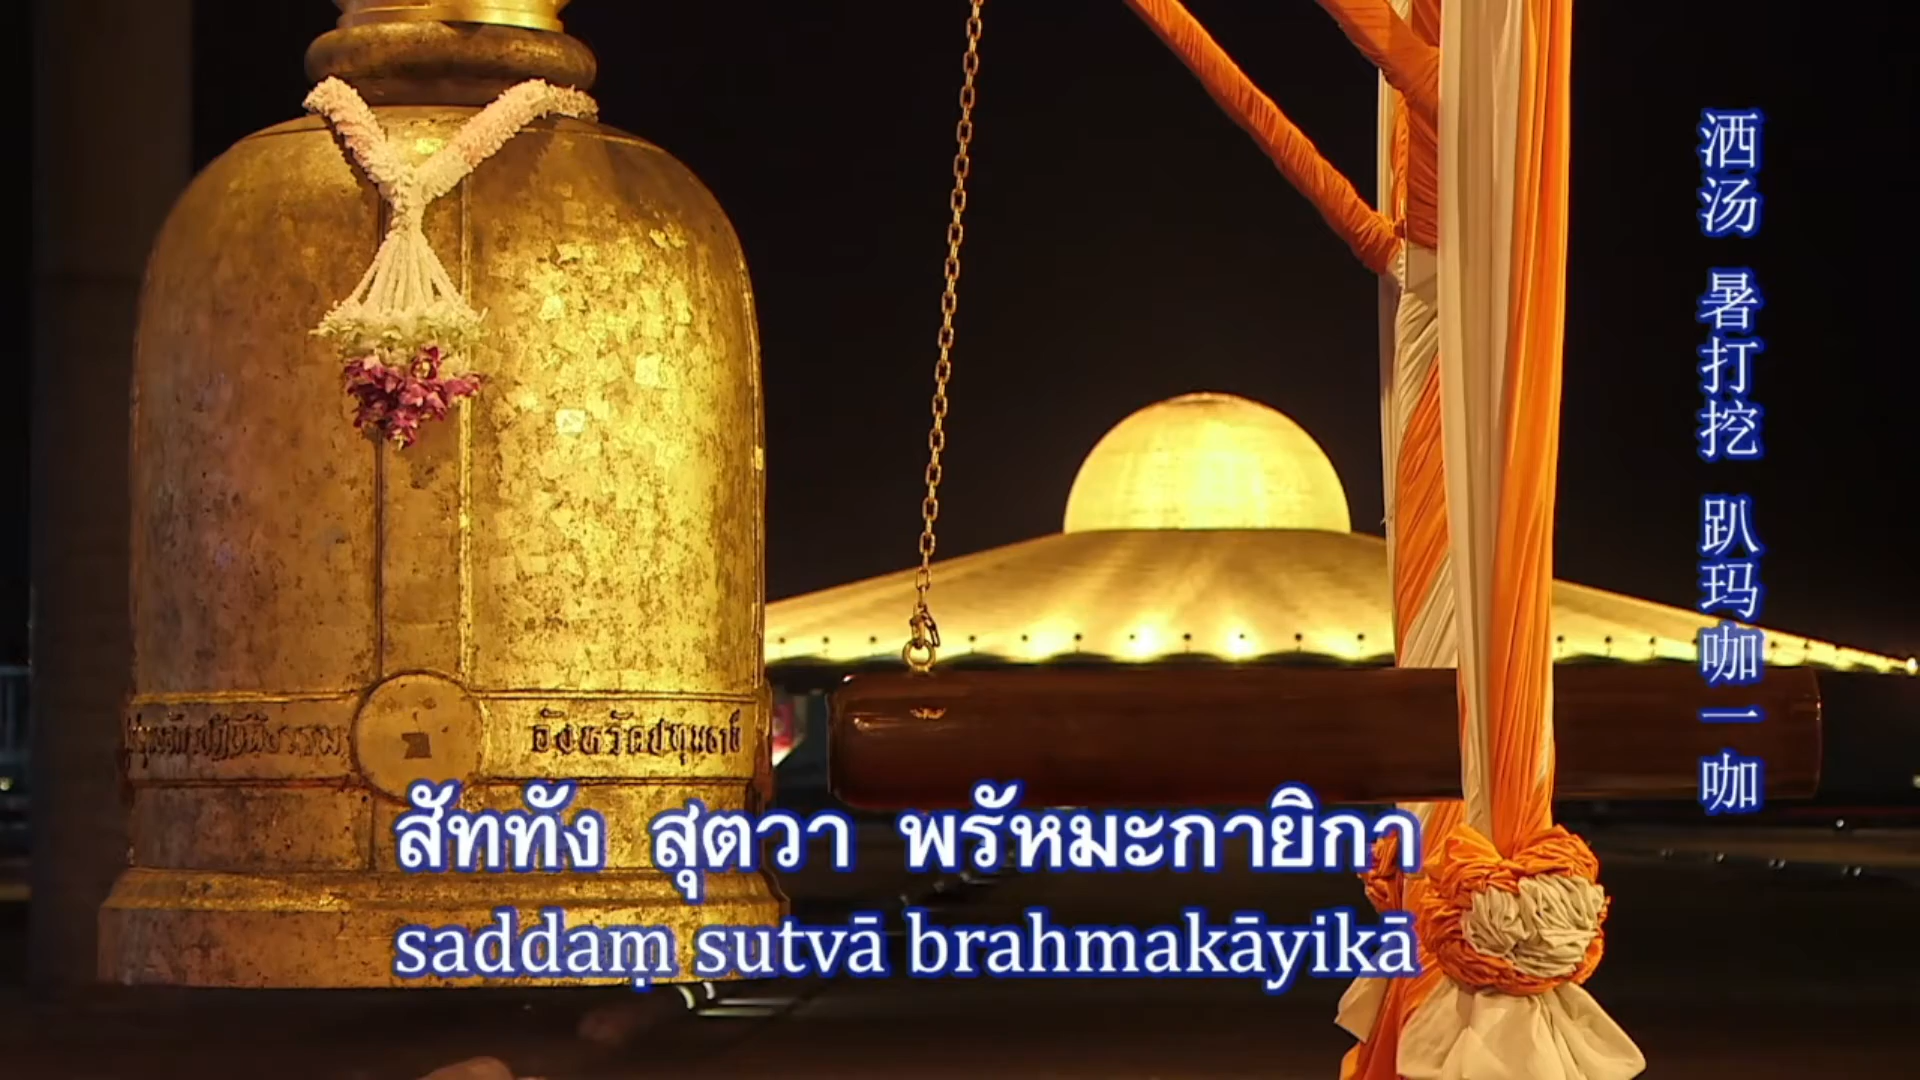 สัททัง สุตวา พรัหมะกายิกา
saddaṃ sutvā brahmakāyikā
洒汤 暑打挖 趴玛咖一咖